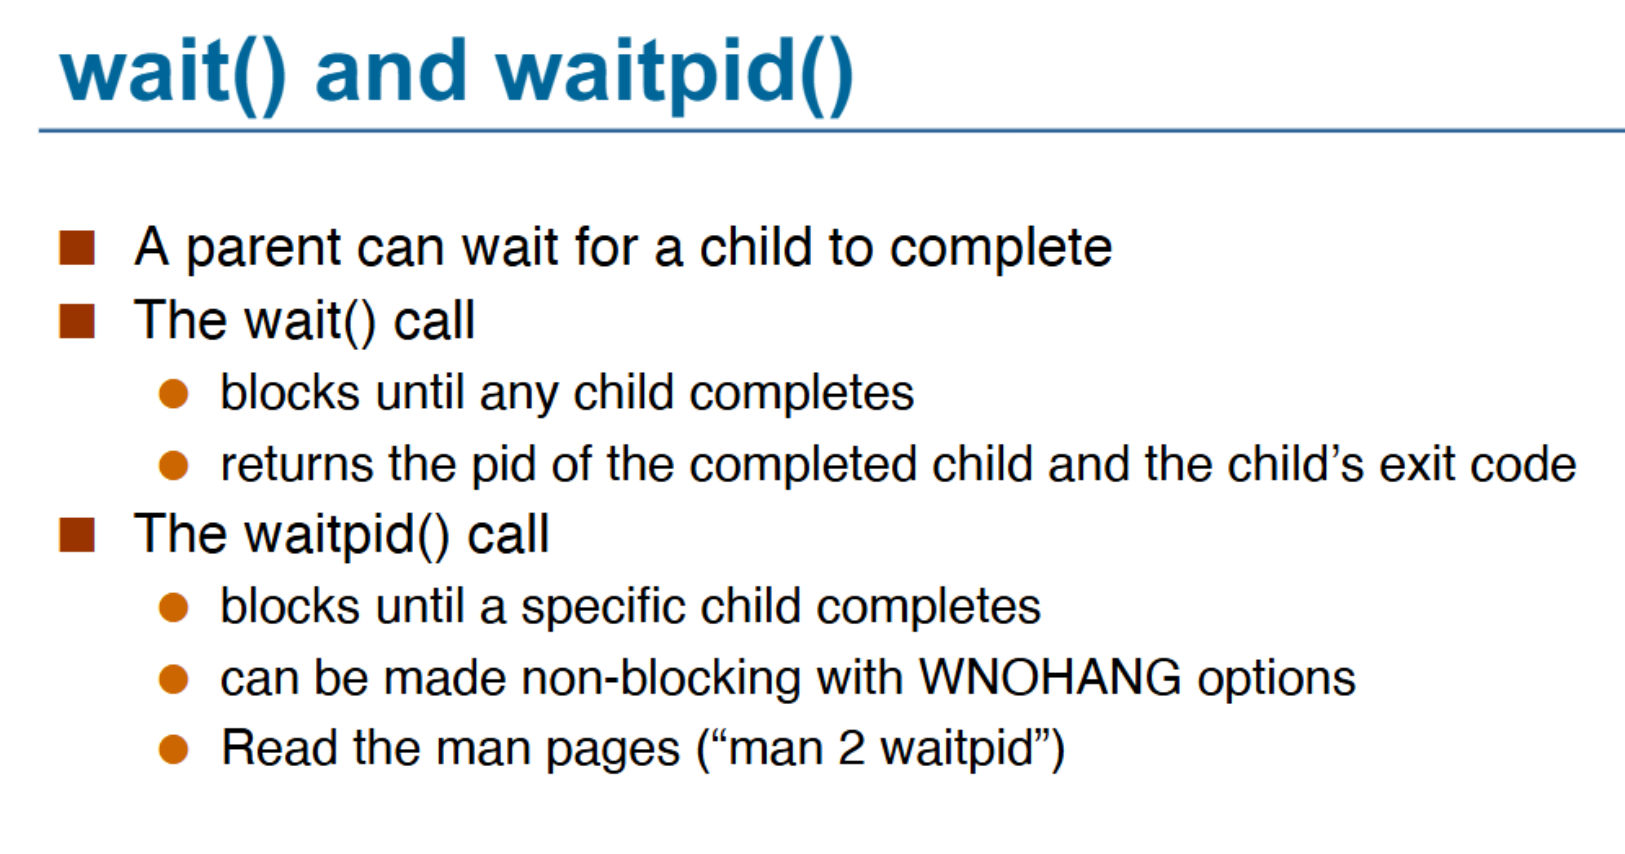 wait() and waitpid()
A parent can wait for a child to complete
The wait() call
blocks until any child completes
returns the pid of the completed child and the child’s exit code
The waitpid() call
blocks until a specific child completes
can be made non-blocking with WNOHANG options
Read the man pages (“man 2 waitpid”)